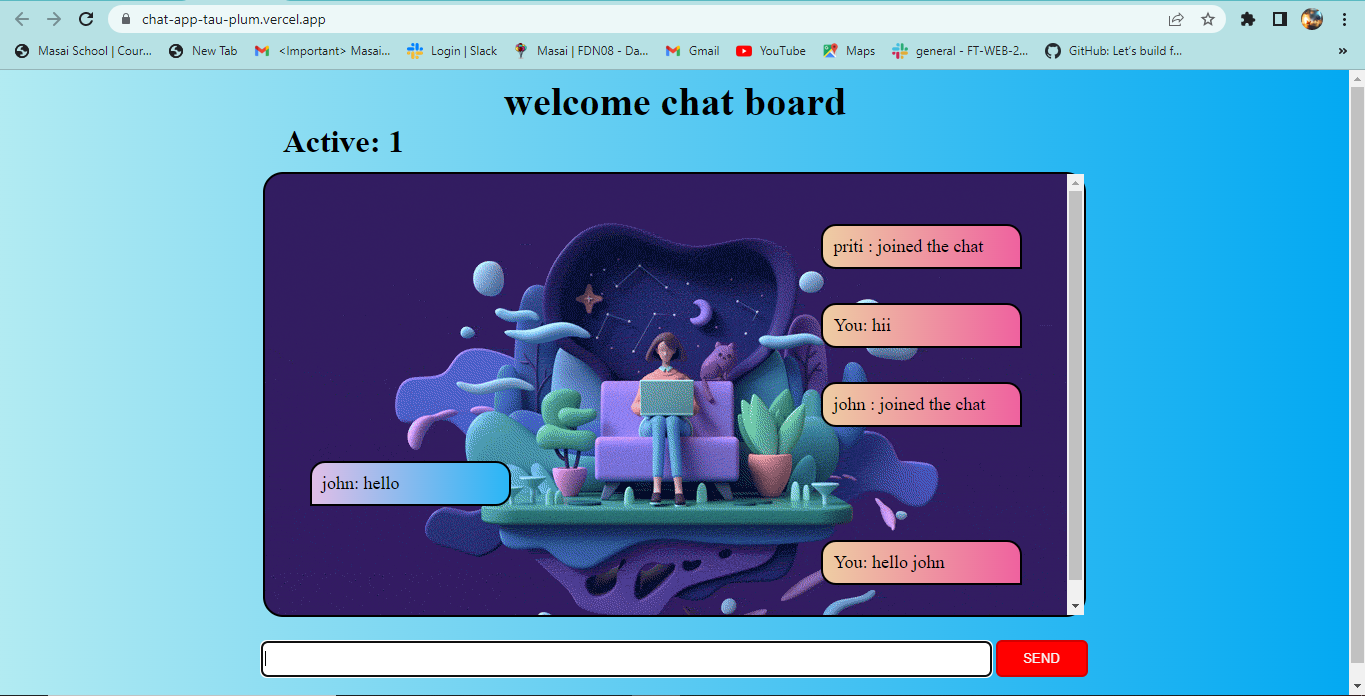 chat-app-tau-plum.vercel.app
Masai School | Cour... New Tab <Important> Masai... Login | Slack Masai | FDN08 - Da... Gmail YouTube Maps general - FT-WEB-2... GitHub: Let's build f... »
welcome chat board
Active: 1
priti : joined the chat
You: hii
john : joined the chat
john: hello
You: hello john
SEND